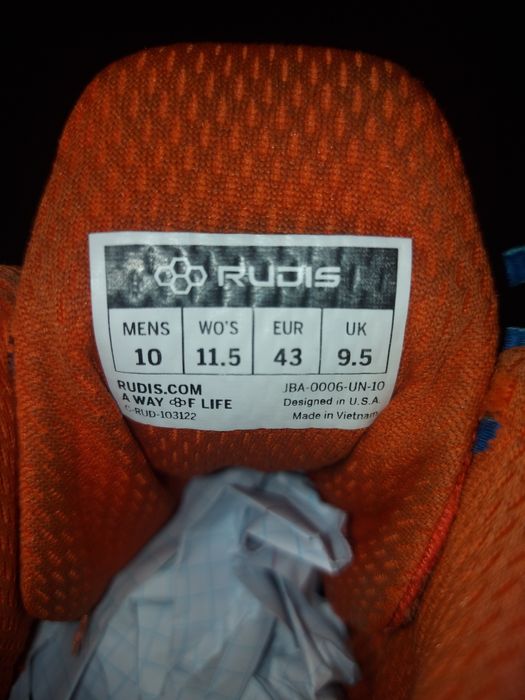 RUDIS
MENS WO'S EUR UK
10 11.5 43 9.5
RUDIS.COM JBA-0006-UN-10
A WAY OF LIFE Designed in U.S.A.
C-RUD-103122 Made in Vietnam